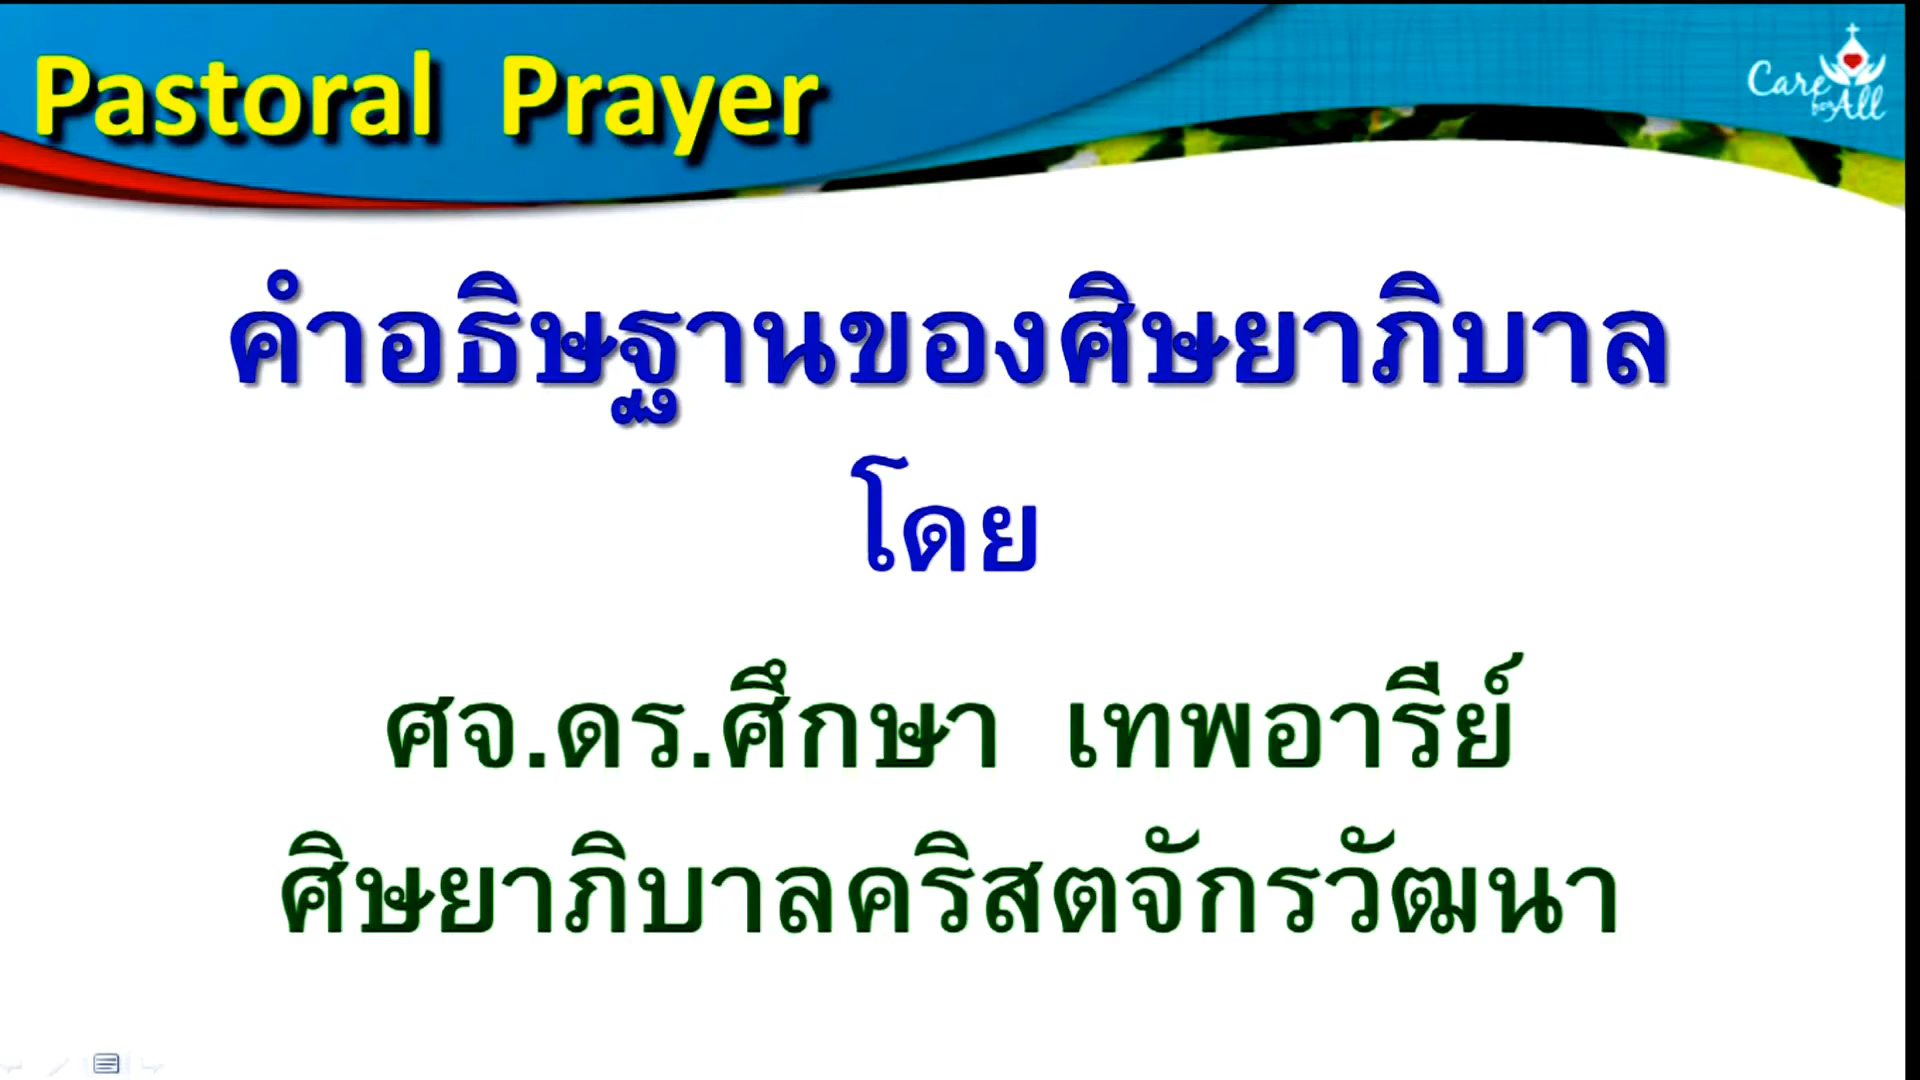 Pastoral Prayer
Care for All
คำอธิษฐานของศิษยาภิบาล
โดย
ศจ.ดร.ศึกษา เทพอารีย์
ศิษยาภิบาลคริสตจักรวัฒนา